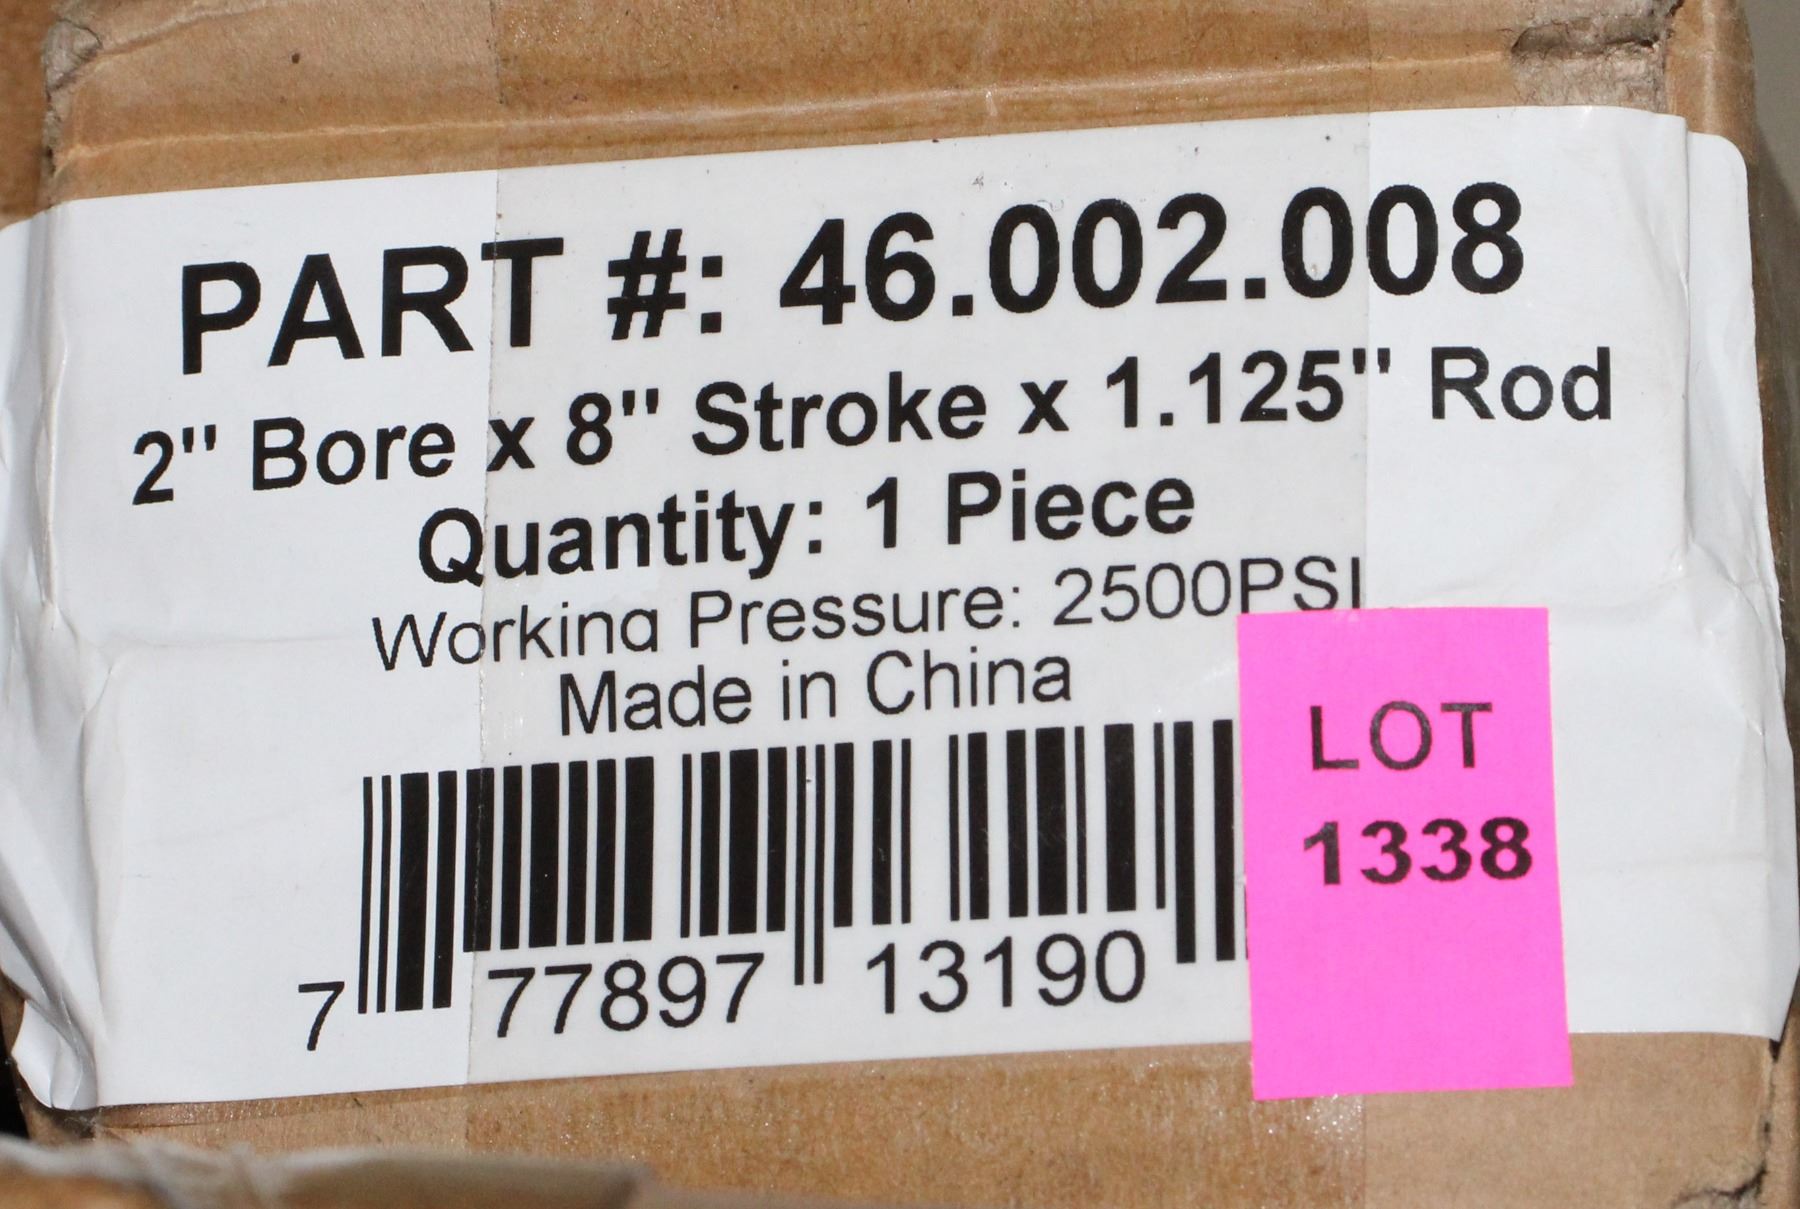 PART #: 46.002.008
2" Bore x 8" Stroke x 1.125" Rod
Quantity: 1 Piece
Working Pressure: 2500PSI
Made in China
7 77897 13190
LOT
1338